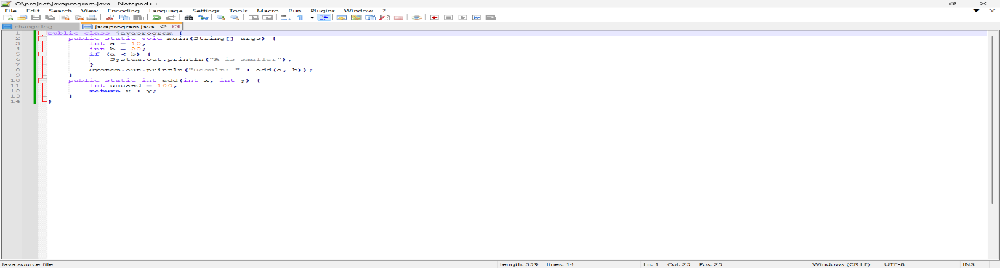 C:\project\javaprogram.java - Notepad++
File Edit Search View Encoding Language Settings Tools Macro Run Plugins Window ?
change.log javaprogram.java
1 public class javaprogram {
2 public static void main(String[] args) {
3 int a = 10;
4 int b = 20;
5 if (a < b) {
6 System.out.println("A is smaller");
7 }
8 System.out.println("Result: " + add(a, b));
9 }
10 public static int add(int x, int y) {
11 int unused = 100;
12 return x + y;
13 }
14 }
Java source file length: 359 lines: 14 Ln: 1 Col: 25 Pos: 25 Windows (CR LF) UTF-8 INS